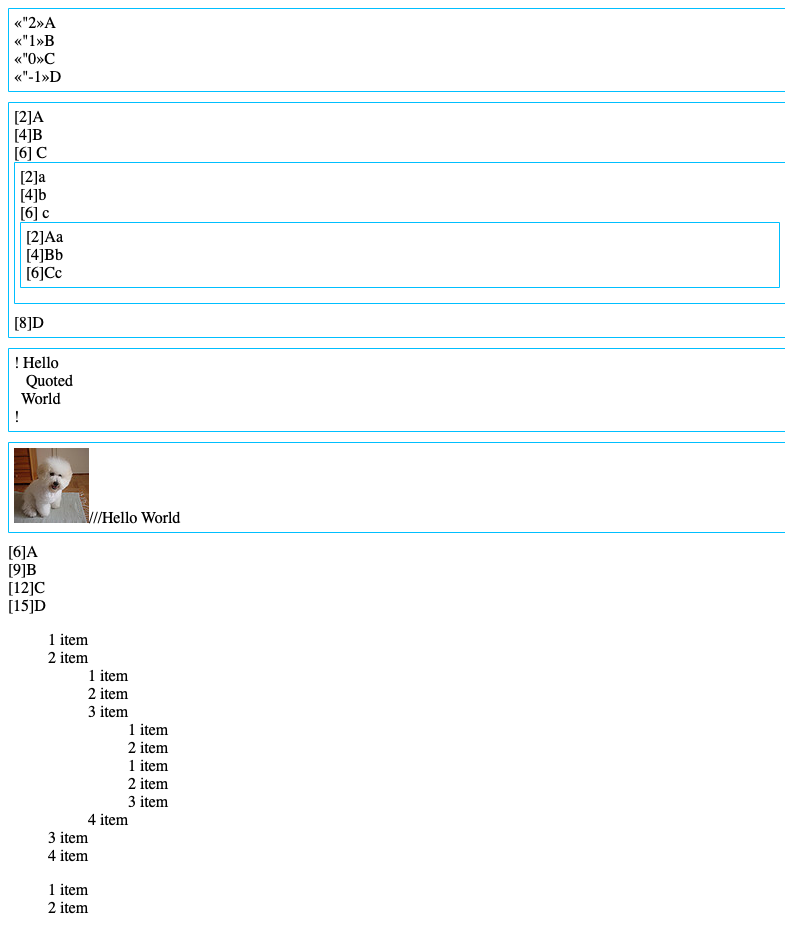 «"2»A
«"1»B
«"0»C
«"-1»D
[2]A
[4]B
[6] C
[2]a
[4]b
[6] c
[2]Aa
[4]Bb
[6]Cc
[8]D
! Hello
Quoted
World
!
///Hello World
[6]A
[9]B
[12]C
[15]D
1 item
2 item
1 item
2 item
3 item
1 item
2 item
1 item
2 item
3 item
4 item
3 item
4 item
1 item
2 item